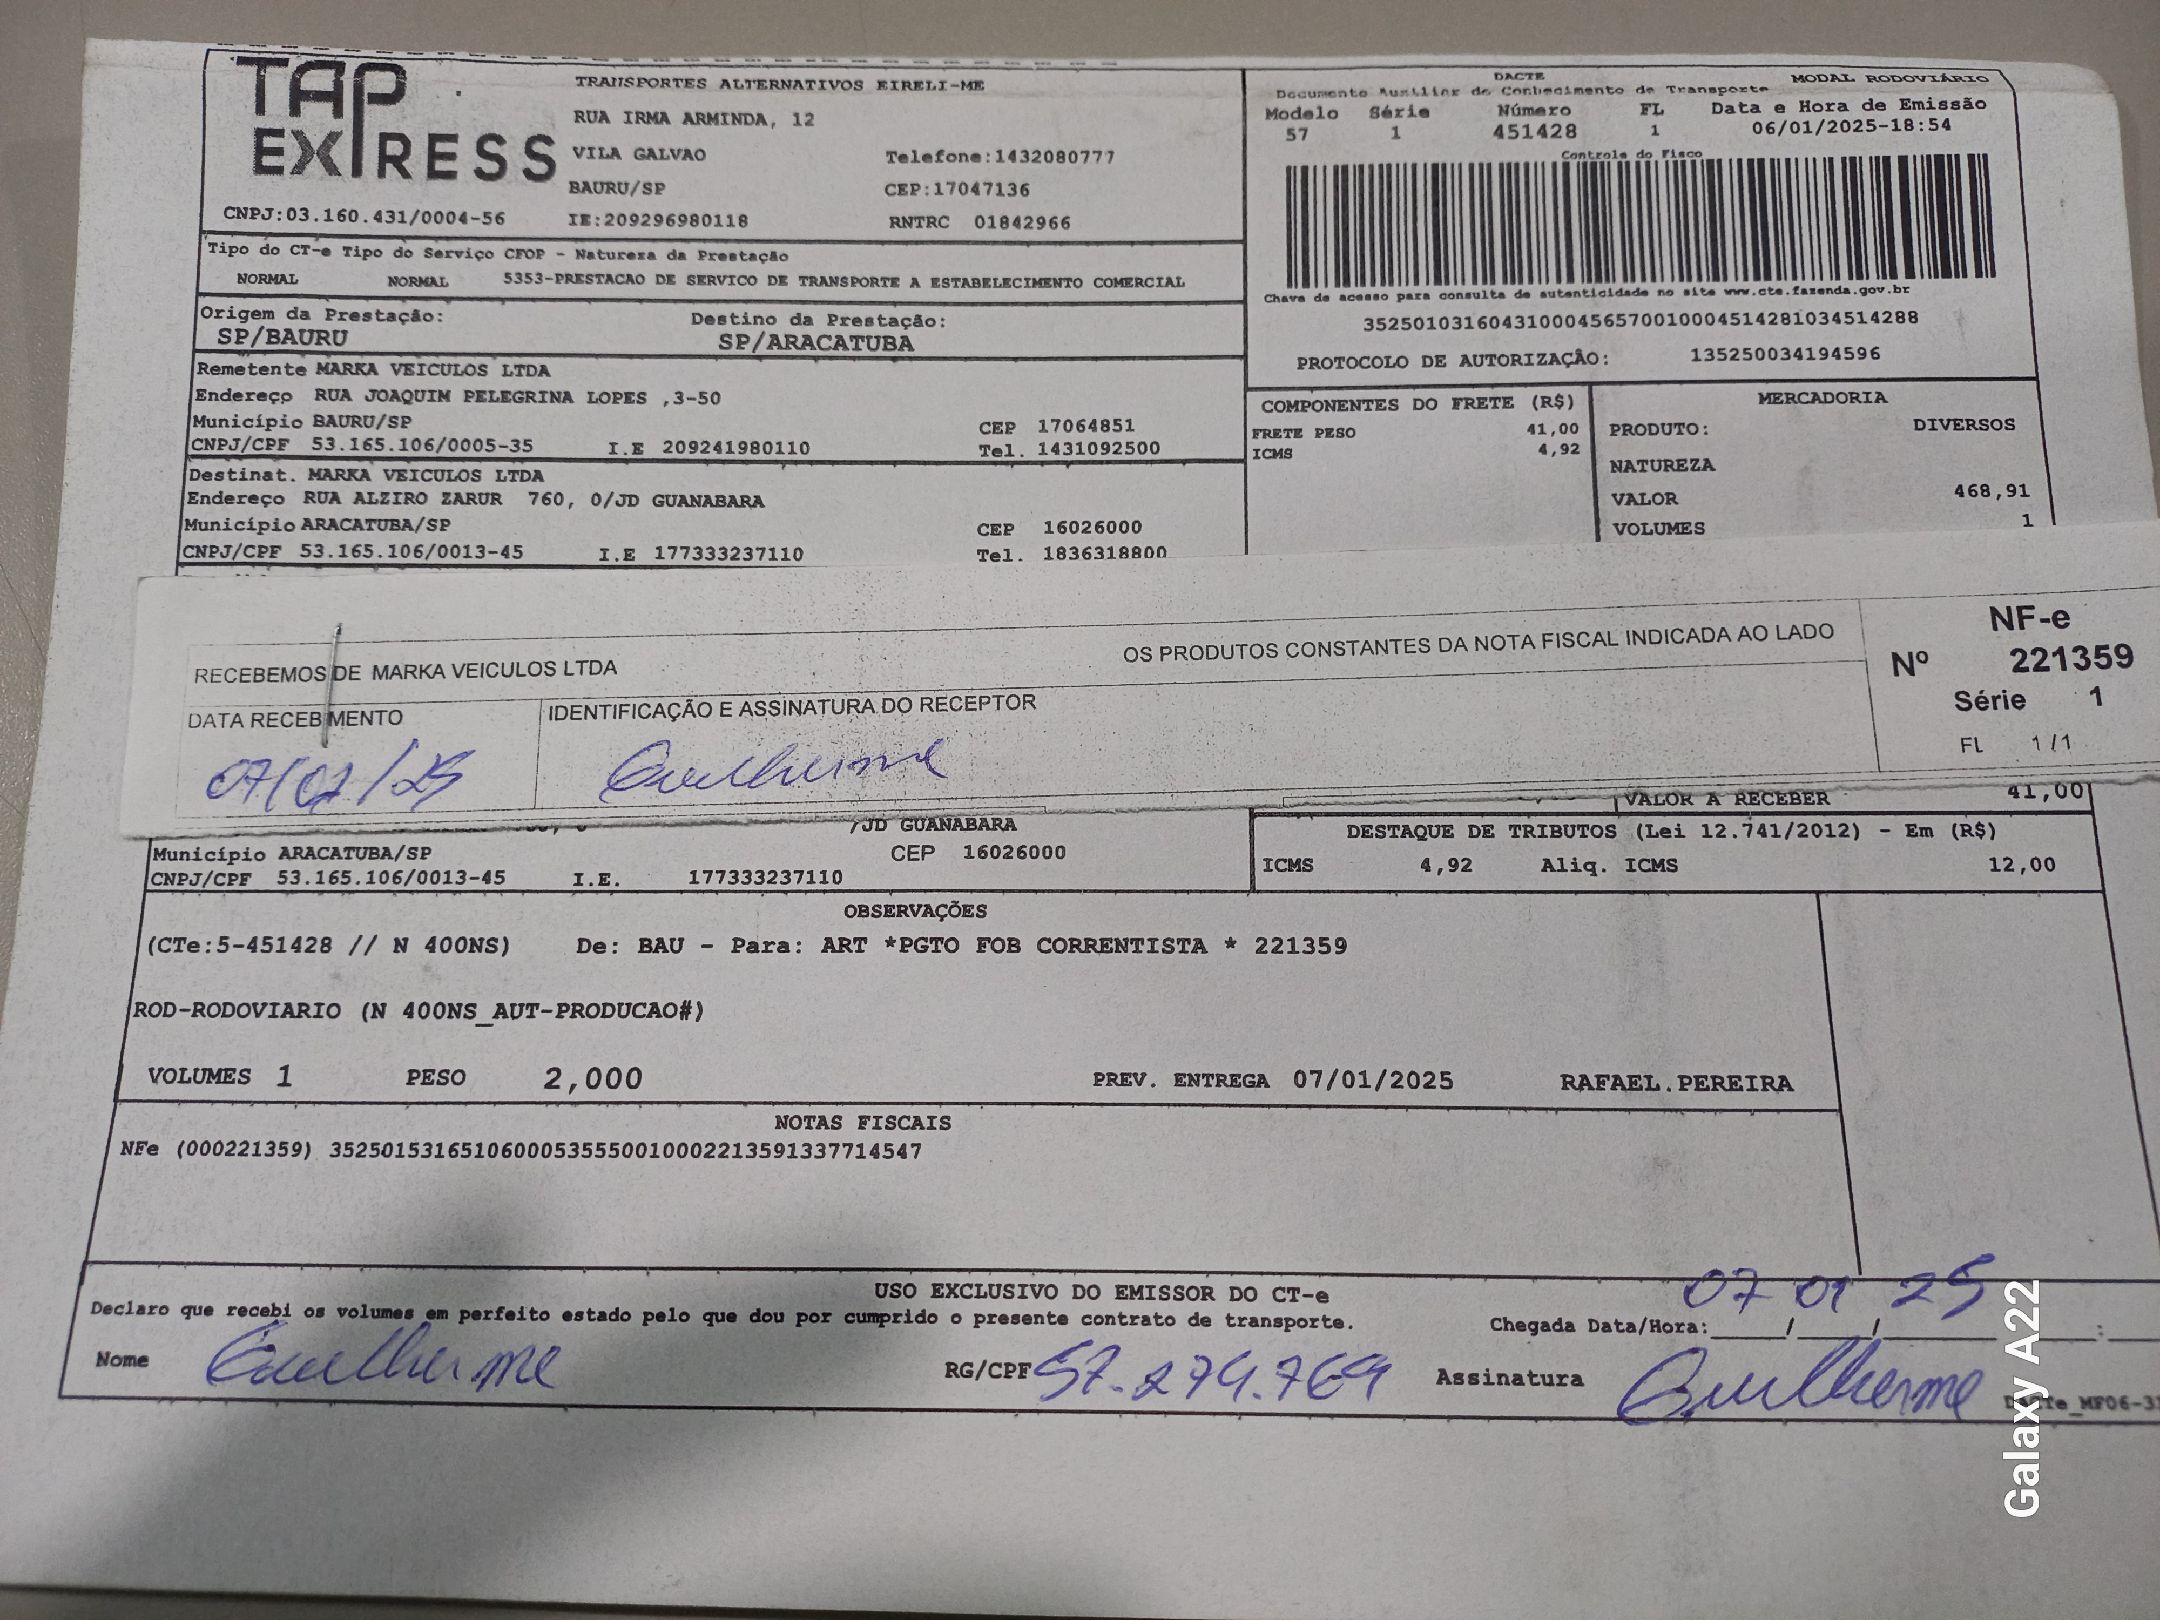 TAP EXPRESS
TRANSPORTES ALTERNATIVOS EIRELI-ME
RUA IRMA ARMINDA, 12
VILA GALVAO Telefone:1432080777
BAURU/SP CEP:17047136
CNPJ:03.160.431/0004-56 IE:209296980118 RNTRC 01842966
DACTE MODAL RODOVIÁRIO
Documento Auxiliar do Conhecimento de Transporte
Modelo Série Número FL Data e Hora de Emissão
57 1 451428 1 06/01/2025-18:54
Controle do Fisco
Chave de acesso para consulta de autenticidade no site www.cte.fazenda.gov.br
35250103160431000456570010004514281034514288
PROTOCOLO DE AUTORIZAÇÃO: 135250034194596
Tipo do CT-e Tipo do Serviço CFOP - Natureza da Prestação
NORMAL NORMAL 5353-PRESTACAO DE SERVICO DE TRANSPORTE A ESTABELECIMENTO COMERCIAL
Origem da Prestação: Destino da Prestação:
SP/BAURU SP/ARACATUBA
Remetente MARKA VEICULOS LTDA
Endereço RUA JOAQUIM PELEGRINA LOPES ,3-50
Município BAURU/SP CEP 17064851
CNPJ/CPF 53.165.106/0005-35 I.E 209241980110 Tel. 1431092500
Destinat. MARKA VEICULOS LTDA
Endereço RUA ALZIRO ZARUR 760, 0/JD GUANABARA
Município ARACATUBA/SP CEP 16026000
CNPJ/CPF 53.165.106/0013-45 I.E 177333237110 Tel. 1836318800
COMPONENTES DO FRETE (R$)
FRETE PESO 41,00
ICMS 4,92
MERCADORIA
PRODUTO: DIVERSOS
NATUREZA
VALOR 468,91
VOLUMES 1
RECEBEMOS DE MARKA VEICULOS LTDA OS PRODUTOS CONSTANTES DA NOTA FISCAL INDICADA AO LADO
DATA RECEBIMENTO IDENTIFICAÇÃO E ASSINATURA DO RECEPTOR
07/01/25 Guilherme
NF-e
Nº 221359
Série 1
FL 1/1
VALOR A RECEBER 41,00
/JD GUANABARA
Município ARACATUBA/SP CEP 16026000
CNPJ/CPF 53.165.106/0013-45 I.E. 177333237110
DESTAQUE DE TRIBUTOS (Lei 12.741/2012) - Em (R$)
ICMS 4,92 Aliq. ICMS 12,00
OBSERVAÇÕES
(CTe:5-451428 // N 400NS) De: BAU - Para: ART *PGTO FOB CORRENTISTA * 221359
ROD-RODOVIARIO (N 400NS_AUT-PRODUCAO#)
VOLUMES 1 PESO 2,000 PREV. ENTREGA 07/01/2025 RAFAEL.PEREIRA
NOTAS FISCAIS
NFe (000221359) 35250153165106000535550010002213591337714547
USO EXCLUSIVO DO EMISSOR DO CT-e
Declaro que recebi os volumes em perfeito estado pelo que dou por cumprido o presente contrato de transporte.
Chegada Data/Hora: 07/01/25 :
Nome Guilherme RG/CPF 57.279.769 Assinatura Guilherme
Galaxy A22